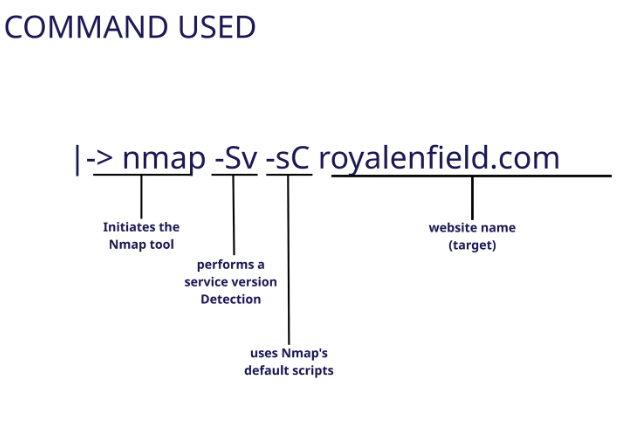 COMMAND USED
|-> nmap -Sv -sC royalenfield.com
Initiates the
Nmap tool
website name
(target)
performs a
service version
Detection
uses Nmap's
default scripts